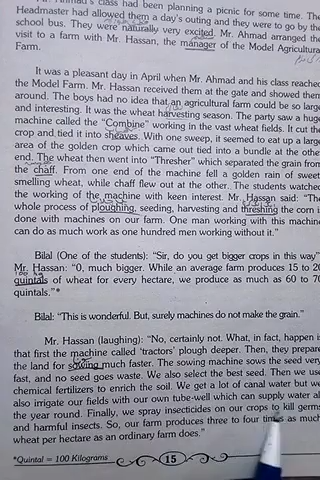 Mr. Ahmad's class had been planning a picnic for some time. The
Headmaster had allowed them a day's outing and they were to go by the
school bus. They were naturally very excited. Mr. Ahmad arranged the
visit to a farm with Mr. Hassan, the manager of the Model Agricultural
Farm.
It was a pleasant day in April when Mr. Ahmad and his class reached
the Model Farm. Mr. Hassan received them at the gate and showed them
around. The boys had no idea that an agricultural farm could be so large
and interesting. It was the wheat harvesting season. The party saw a huge
machine called the "Combine" working in the vast wheat fields. It cut the
crop and tied it into sheaves. With one sweep, it seemed to eat up a large
area of the golden crop which came out tied into a bundle at the other
end. The wheat then went into "Thresher" which separated the grain from
the chaff. From one end of the machine fell a golden rain of sweet
smelling wheat, while chaff flew out at the other. The students watched
the working of the machine with keen interest. Mr. Hassan said: "The
whole process of ploughing, seeding, harvesting and threshing the corn is
done with machines on our farm. One man working with this machine
can do as much work as one hundred men working without it."
Bilal (One of the students): "Sir, do you get bigger crops in this way"
Mr. Hassan: "O, much bigger. While an average farm produces 15 to 20
quintals of wheat for every hectare, we produce as much as 60 to 70
quintals."*
Bilal: "This is wonderful. But, surely machines do not make the grain."
Mr. Hassan (laughing): "No, certainly not. What, in fact, happen is
that first the machine called 'tractors' plough deeper. Then, they prepare
the land for sowing much faster. The sowing machine sows the seed very
fast, and no seed goes waste. We also select the best seed. Then we use
chemical fertilizers to enrich the soil. We get a lot of canal water but we
also irrigate our fields with our own tube-well which can supply water all
the year round. Finally, we spray insecticides on our crops to kill germs
and harmful insects. So, our farm produces three to four times as much
wheat per hectare as an ordinary farm does."
*Quintal = 100 Kilograms
15